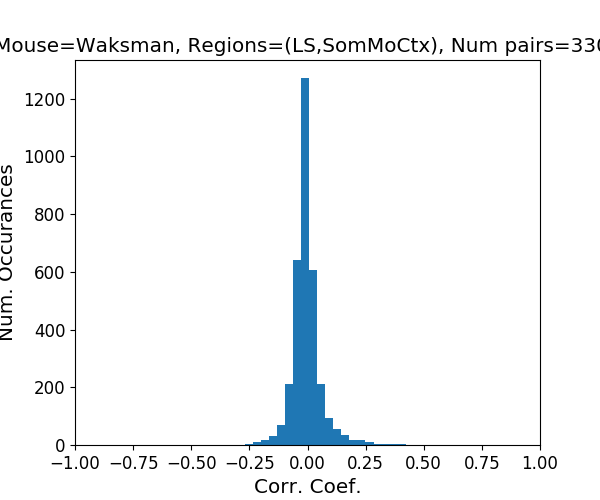 Mouse=Waksman, Regions=(LS,SomMoCtx), Num pairs=330
Num. Occurances
1200
1000
800
600
400
200
0
−1.00 −0.75 −0.50 −0.25 0.00 0.25 0.50 0.75 1.00
Corr. Coef.